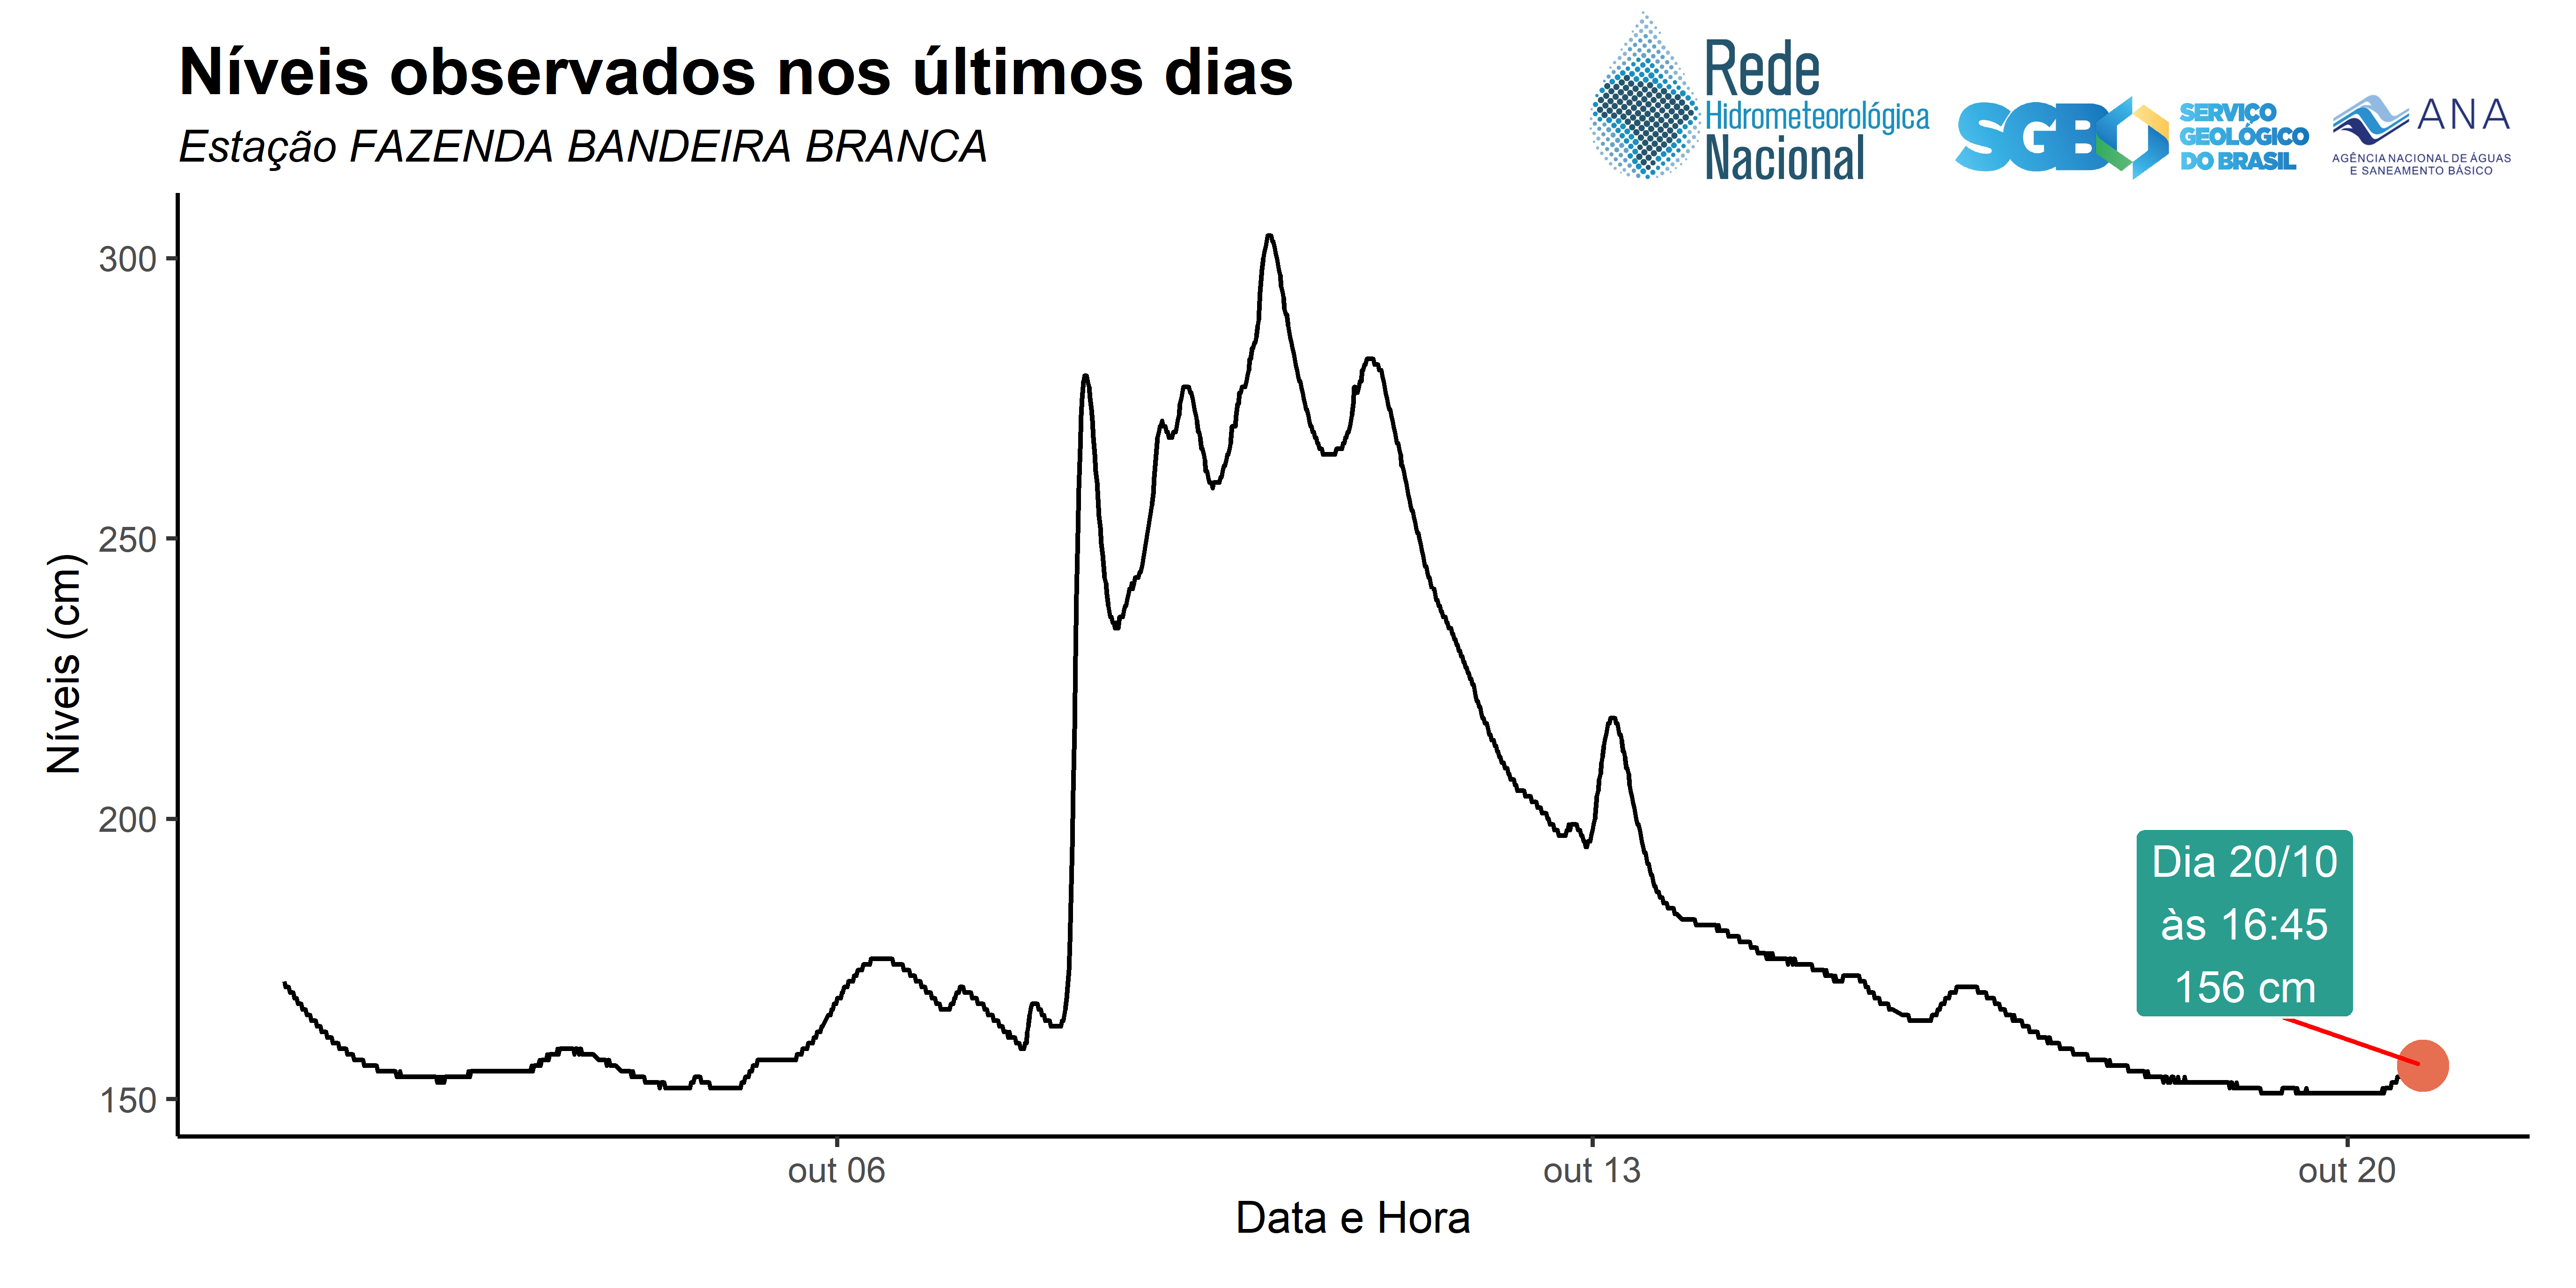 Níveis observados nos últimos dias
Estação FAZENDA BANDEIRA BRANCA
Rede
Hidrometeorológica
Nacional
SGB
SERVIÇO
GEOLÓGICO
DO BRASIL
ANA
AGÊNCIA NACIONAL DE ÁGUAS
E SANEAMENTO BÁSICO
Níveis (cm)
300
250
200
150
Dia 20/10
às 16:45
156 cm
out 06
out 13
out 20
Data e Hora